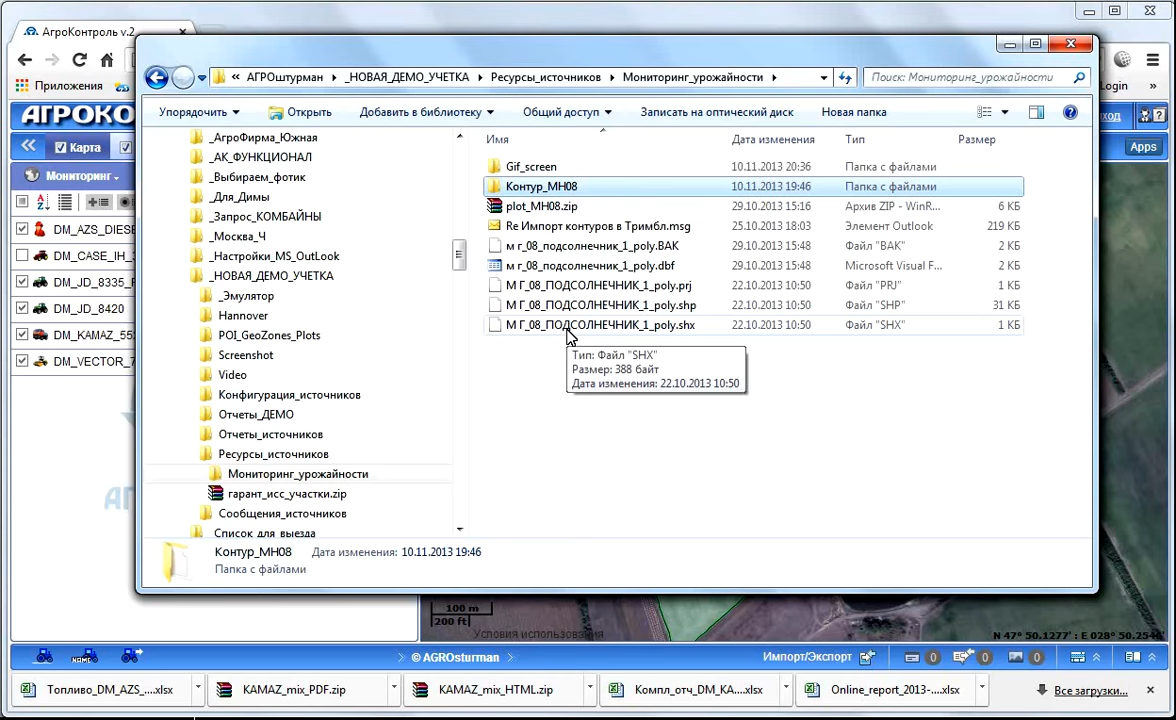 АгроКонтроль v.2
« АГРОштурман ▸ _НОВАЯ_ДЕМО_УЧЕТКА ▸ Ресурсы_источников ▸ Мониторинг_урожайности ▸
Поиск: Мониторинг_урожайности
Приложения
Login »
Упорядочить
Открыть
Добавить в библиотеку
Общий доступ
Записать на оптический диск
Новая папка
АГРОКО
ход
Карта
Apps
Мониторинг
_АгроФирма_Южная
_АК_ФУНКЦИОНАЛ
_Выбираем_фотик
_Для_Димы
_Запрос_КОМБАЙНЫ
_Москва_Ч
_Настройки_MS_OutLook
_НОВАЯ_ДЕМО_УЧЕТКА
_Эмулятор
Hannover
POI_GeoZones_Plots
Screenshot
Video
Конфигурация_источников
Отчеты_ДЕМО
Отчеты_источников
Ресурсы_источников
Мониторинг_урожайности
гарант_исс_участки.zip
Сообщения_источников
Список_для_выезда
DM_AZS_DIESE
DM_CASE_IH_
DM_JD_8335_F
DM_JD_8420
DM_KAMAZ_55
DM_VECTOR_7
Имя Дата изменения Тип Размер
Gif_screen 10.11.2013 20:36 Папка с файлами
Контур_МН08 10.11.2013 19:46 Папка с файлами
plot_MH08.zip 29.10.2013 15:16 Архив ZIP - WinR... 6 КБ
Re Импорт контуров в Тримбл.msg 25.10.2013 18:03 Элемент Outlook 219 КБ
м г_08_подсолнечник_1_poly.BAK 29.10.2013 15:48 Файл "BAK" 2 КБ
м г_08_подсолнечник_1_poly.dbf 29.10.2013 15:48 Microsoft Visual F... 2 КБ
М Г_08_ПОДСОЛНЕЧНИК_1_poly.prj 22.10.2013 10:50 Файл "PRJ" 1 КБ
М Г_08_ПОДСОЛНЕЧНИК_1_poly.shp 22.10.2013 10:50 Файл "SHP" 31 КБ
М Г_08_ПОДСОЛНЕЧНИК_1_poly.shx 22.10.2013 10:50 Файл "SHX" 1 КБ
Тип: Файл "SHX"
Размер: 388 байт
Дата изменения: 22.10.2013 10:50
Контур_МН08 Дата изменения: 10.11.2013 19:46
Папка с файлами
100 m
200 ft
Условия использования
N 47° 50.1277' : E 028° 50.2546'
© AGROsturman
Импорт/Экспорт
0 0 0
Топливо_DM_AZS_....xlsx
KAMAZ_mix_PDF.zip
KAMAZ_mix_HTML.zip
Компл_отч_DM_KA....xlsx
Online_report_2013-....xlsx
Все загрузки...